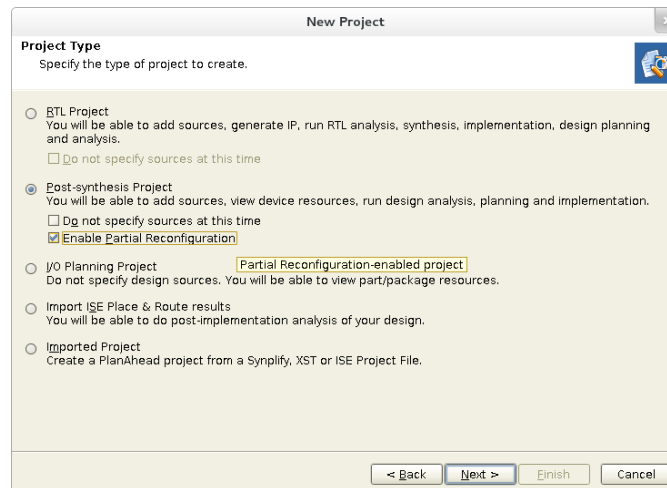 New Project
Project Type
Specify the type of project to create.
RTL Project
You will be able to add sources, generate IP, run RTL analysis, synthesis, implementation, design planning
and analysis.
Do not specify sources at this time
Post-synthesis Project
You will be able to add sources, view device resources, run design analysis, planning and implementation.
Do not specify sources at this time
Enable Partial Reconfiguration
I/O Planning Project
Partial Reconfiguration-enabled project
Do not specify design sources. You will be able to view part/package resources.
Import ISE Place & Route results
You will be able to do post-implementation analysis of your design.
Imported Project
Create a PlanAhead project from a Synplify, XST or ISE Project File.
< Back Next > Finish Cancel